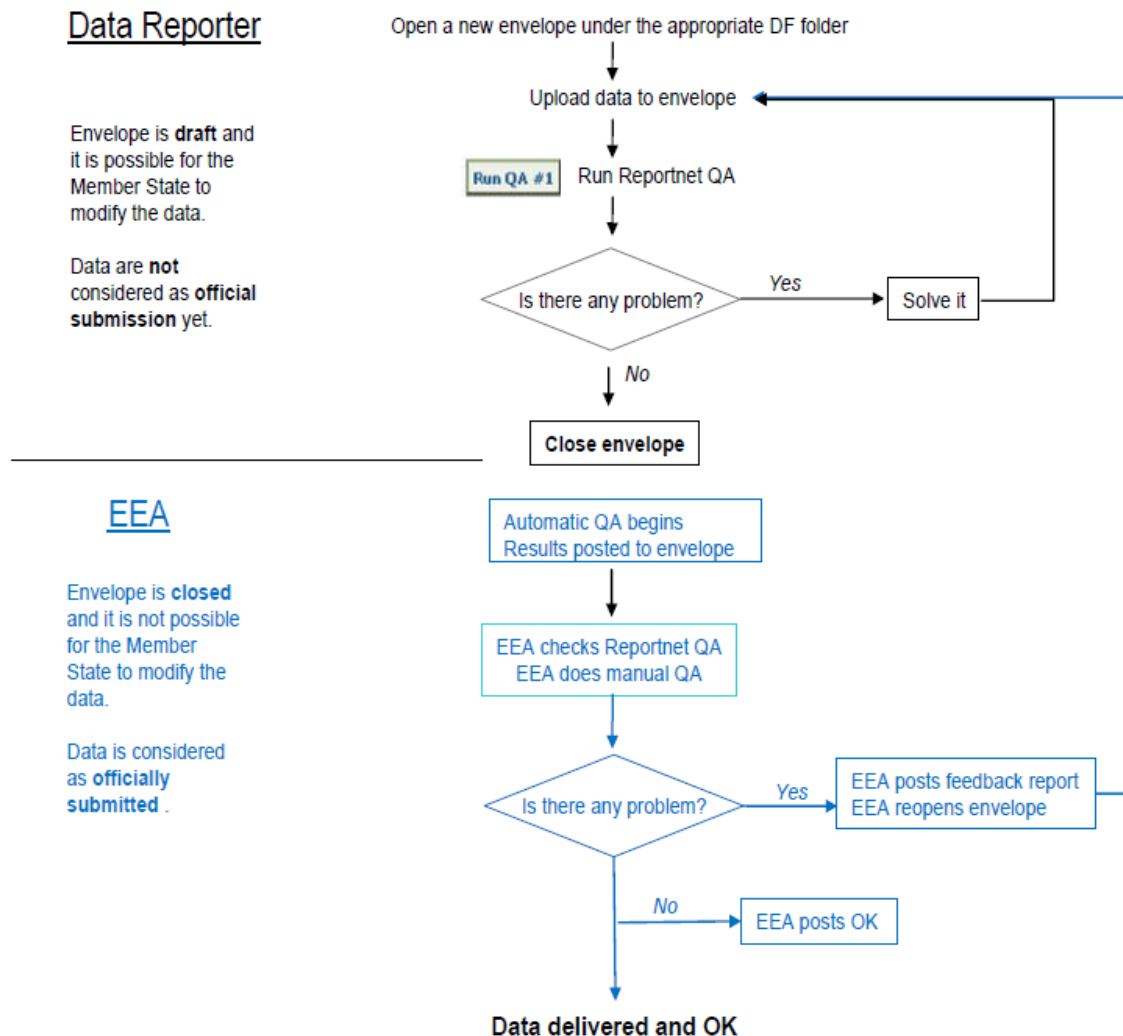 Data Reporter
Open a new envelope under the appropriate DF folder
Upload data to envelope
Envelope is draft and
it is possible for the
Member State to
modify the data.
Run QA #1
Run Reportnet QA
Data are not
considered as official
submission yet.
Is there any problem?
Yes
Solve it
No
Close envelope
EEA
Automatic QA begins
Results posted to envelope
Envelope is closed
and it is not possible
for the Member
State to modify the
data.
EEA checks Reportnet QA
EEA does manual QA
Data is considered
as officially
submitted .
Is there any problem?
Yes
EEA posts feedback report
EEA reopens envelope
No
EEA posts OK
Data delivered and OK